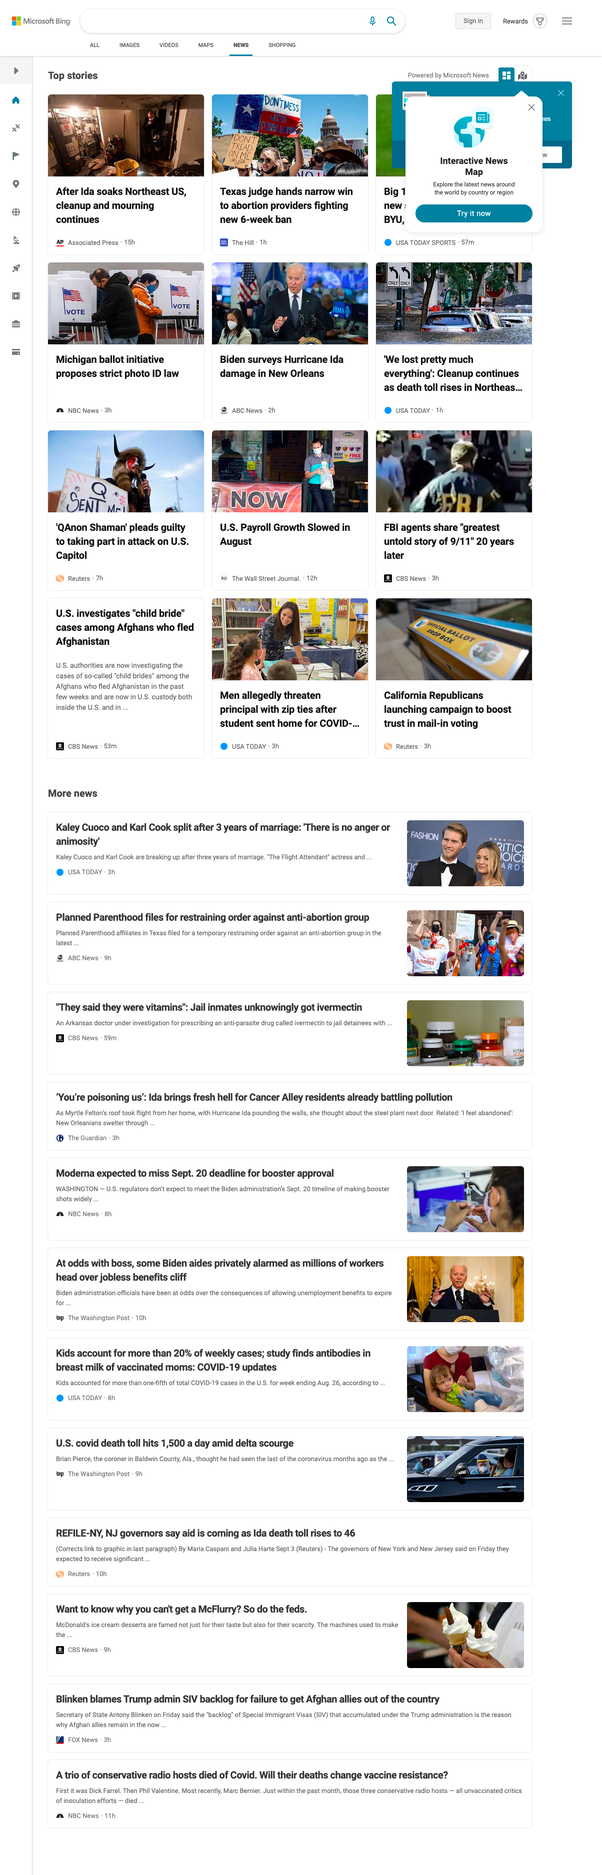 Microsoft Bing
Sign in
Rewards
ALL
IMAGES
VIDEOS
MAPS
NEWS
SHOPPING
Top stories
Powered by Microsoft News
Interactive News
Map
Explore the latest news around
the world by country or region
Try it now
After Ida soaks Northeast US,
cleanup and mourning
continues
AP
Associated Press · 15h
DON'T MESS
Texas judge hands narrow win
to abortion providers fighting
new 6-week ban
The Hill · 1h
Big 1
new s
BYU,
USA TODAY SPORTS · 57m
VOTE
VOTE
Michigan ballot initiative
proposes strict photo ID law
NBC News · 3h
Biden surveys Hurricane Ida
damage in New Orleans
ABC News · 2h
ONLY ONLY
'We lost pretty much
everything': Cleanup continues
as death toll rises in Northeas...
USA TODAY · 1h
Q
SENT ME!
'QAnon Shaman' pleads guilty
to taking part in attack on U.S.
Capitol
Reuters · 7h
NOW
U.S. Payroll Growth Slowed in
August
The Wall Street Journal. · 12h
FBI
FBI agents share "greatest
untold story of 9/11" 20 years
later
CBS News · 3h
U.S. investigates "child bride"
cases among Afghans who fled
Afghanistan
U.S. authorities are now investigating the
cases of so-called "child brides" among the
Afghans who fled Afghanistan in the past
few weeks and are now in U.S. custody both
inside the U.S. and in ...
CBS News · 53m
Men allegedly threaten
principal with zip ties after
student sent home for COVID-...
USA TODAY · 3h
OFFICIAL BALLOT
DROP BOX
California Republicans
launching campaign to boost
trust in mail-in voting
Reuters · 3h
More news
Kaley Cuoco and Karl Cook split after 3 years of marriage: 'There is no anger or
animosity'
Kaley Cuoco and Karl Cook are breaking up after three years of marriage. "The Flight Attendant" actress and ...
USA TODAY · 3h
FASHION
Planned Parenthood files for restraining order against anti-abortion group
Planned Parenthood affiliates in Texas filed for a temporary restraining order against an anti-abortion group in the
latest ...
ABC News · 9h
"They said they were vitamins": Jail inmates unknowingly got ivermectin
An Arkansas doctor under investigation for prescribing an anti-parasite drug called ivermectin to jail detainees with ...
CBS News · 59m
'You're poisoning us': Ida brings fresh hell for Cancer Alley residents already battling pollution
As Myrtle Felton's roof took flight from her home, with Hurricane Ida pounding the walls, she thought about the steel plant next door. Related: 'I feel abandoned':
New Orleanians swelter through ...
The Guardian · 3h
Moderna expected to miss Sept. 20 deadline for booster approval
WASHINGTON — U.S. regulators don't expect to meet the Biden administration's Sept. 20 timeline of making booster
shots widely ...
NBC News · 8h
At odds with boss, some Biden aides privately alarmed as millions of workers
head over jobless benefits cliff
Biden administration officials have been at odds over the consequences of allowing unemployment benefits to expire
for ...
wp
The Washington Post · 10h
Kids account for more than 20% of weekly cases; study finds antibodies in
breast milk of vaccinated moms: COVID-19 updates
Kids accounted for more than one-fifth of total COVID-19 cases in the U.S. for week ending Aug. 26, according to ...
USA TODAY · 8h
U.S. covid death toll hits 1,500 a day amid delta scourge
Brian Pierce, the coroner in Baldwin County, Ala., thought he had seen the last of the coronavirus months ago as the ...
wp
The Washington Post · 9h
REFILE-NY, NJ governors say aid is coming as Ida death toll rises to 46
(Corrects link to graphic in last paragraph) By Maria Caspani and Julia Harte Sept 3 (Reuters) - The governors of New York and New Jersey said on Friday they
expected to receive significant ...
Reuters · 10h
Want to know why you can't get a McFlurry? So do the feds.
McDonald's ice cream desserts are famed not just for their taste but also for their scarcity. The machines used to make
the ...
CBS News · 9h
Blinken blames Trump admin SIV backlog for failure to get Afghan allies out of the country
Secretary of State Antony Blinken on Friday said the "backlog" of Special Immigrant Visas (SIV) that accumulated under the Trump administration is the reason
why Afghan allies remain in the now ...
FOX News · 3h
A trio of conservative radio hosts died of Covid. Will their deaths change vaccine resistance?
First it was Dick Farrel. Then Phil Valentine. Most recently, Marc Bernier. Just within the past month, those three conservative radio hosts — all unvaccinated critics
of inoculation efforts — died ...
NBC News · 11h